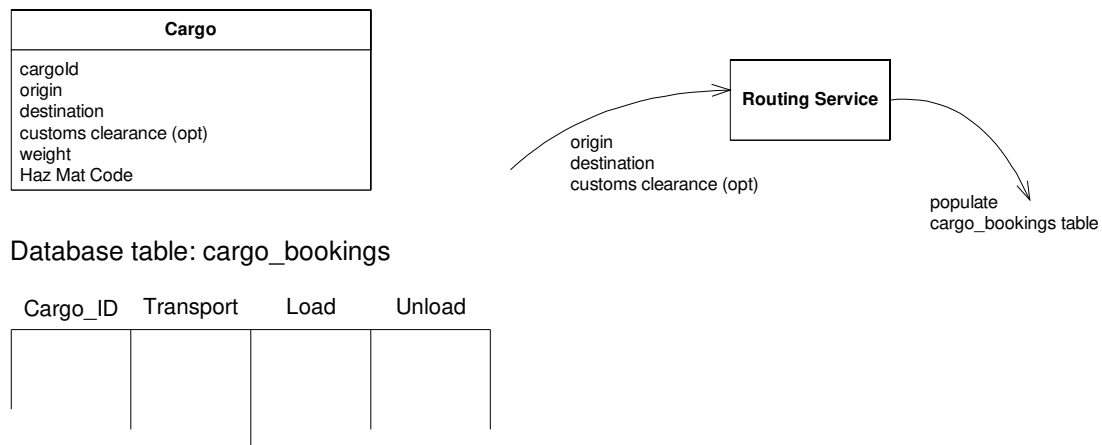 Cargo
cargoId
origin
destination
customs clearance (opt)
weight
Haz Mat Code
Routing Service
origin
destination
customs clearance (opt)
populate
cargo_bookings table
Database table: cargo_bookings
Cargo_ID Transport Load Unload